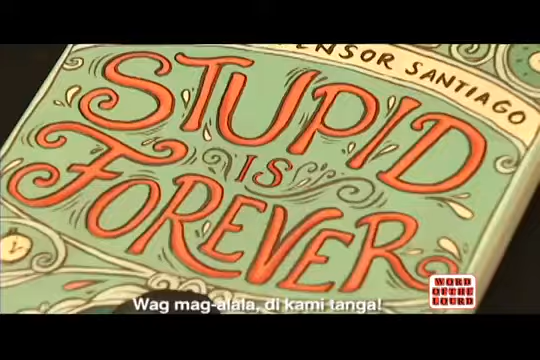 ENSOR SANTIAGO
STUPID
IS
FOREVER
WORD
OF THE
LOURD
Wag mag-alala, di kami tanga!